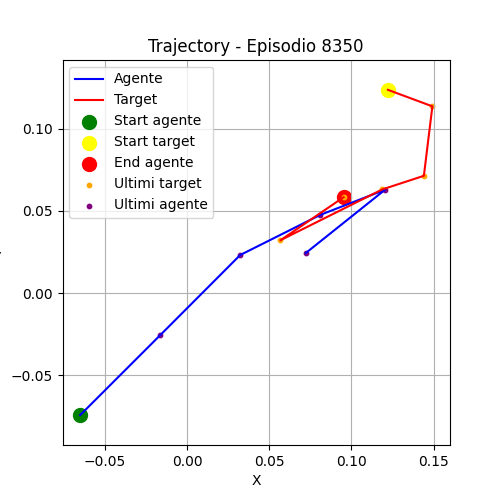 Trajectory - Episodio 8350
Agente
Target
Start agente
Start target
End agente
Ultimi target
Ultimi agente
0.10
0.05
0.00
−0.05
−0.05
0.00
0.05
0.10
0.15
X